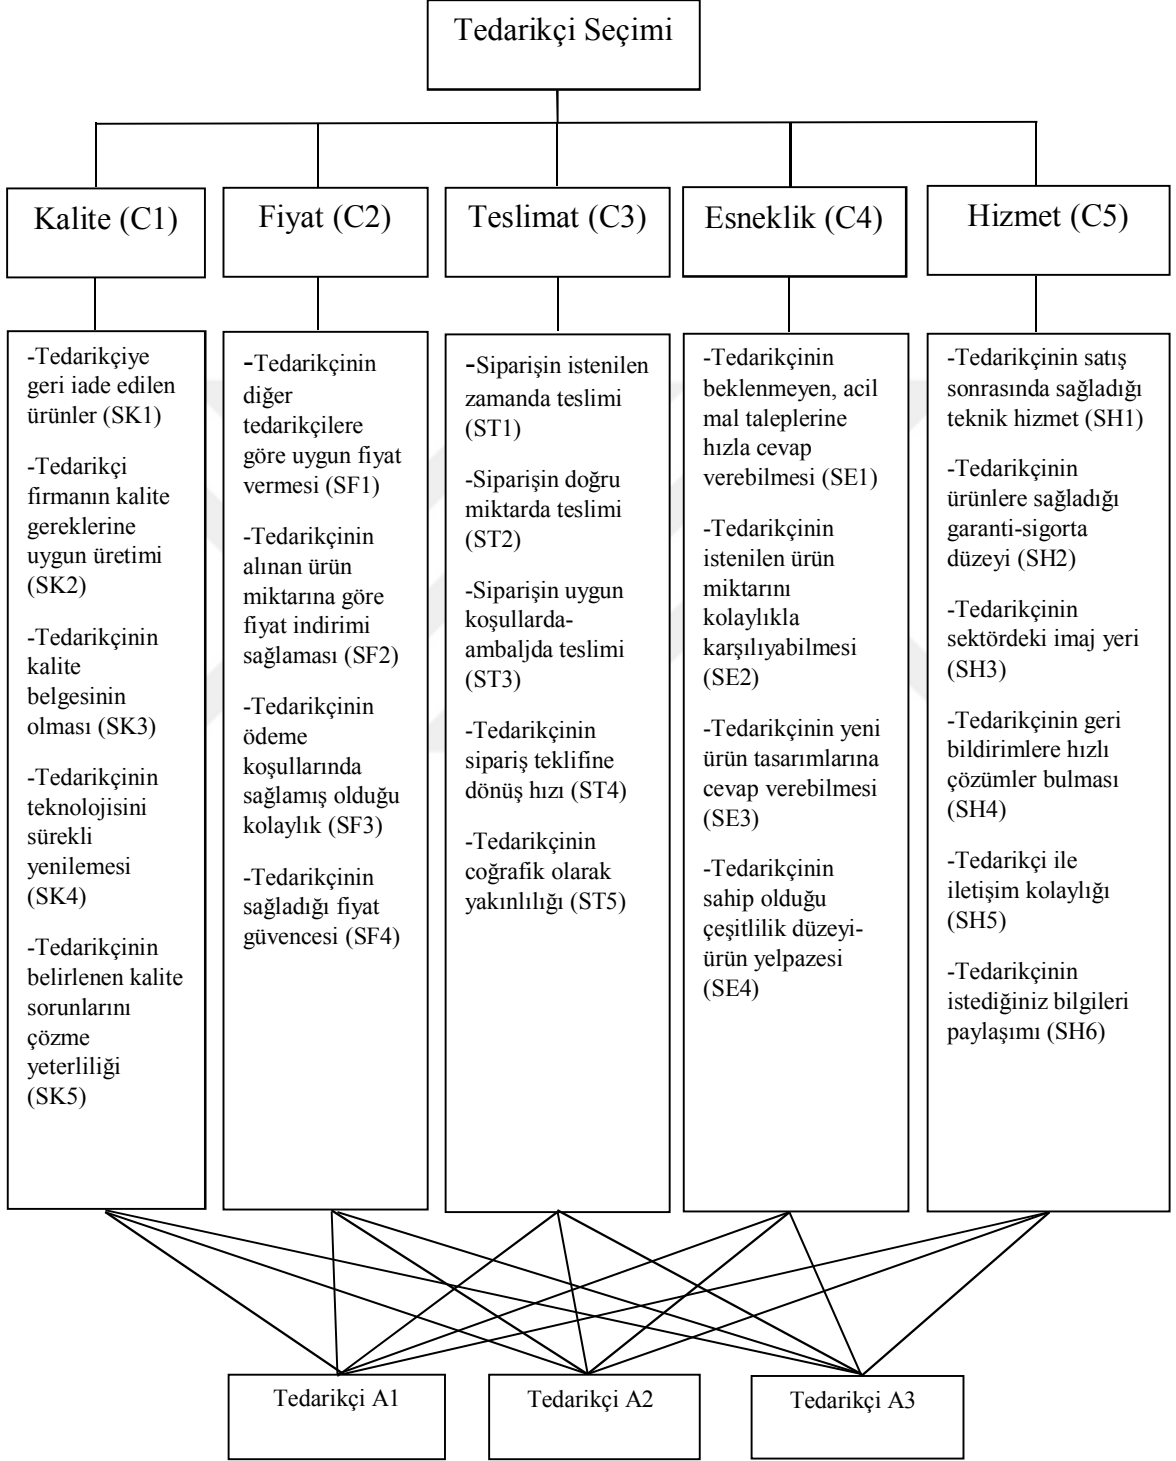 Tedarikçi Seçimi
Kalite (C1)
Fiyat (C2)
Teslimat (C3)
Esneklik (C4)
Hizmet (C5)
-Tedarikçiye
geri iade edilen
ürünler (SK1)
-Tedarikçi
firmanın kalite
gereklerine
uygun üretimi
(SK2)
-Tedarikçinin
kalite
belgesinin
olması (SK3)
-Tedarikçinin
teknolojisini
sürekli
yenilemesi
(SK4)
-Tedarikçinin
belirlenen kalite
sorunlarını
çözme
yeterliliği
(SK5)
-Tedarikçinin
diğer
tedarikçilere
göre uygun fiyat
vermesi (SF1)
-Tedarikçinin
alınan ürün
miktarına göre
fiyat indirimi
sağlaması (SF2)
-Tedarikçinin
ödeme
koşullarında
sağlamış olduğu
kolaylık (SF3)
-Tedarikçinin
sağladığı fiyat
güvencesi (SF4)
-Siparişin istenilen
zamanda teslimi
(ST1)
-Siparişin doğru
miktarda teslimi
(ST2)
-Siparişin uygun
koşullarda-
ambaljda teslimi
(ST3)
-Tedarikçinin
sipariş teklifine
dönüş hızı (ST4)
-Tedarikçinin
coğrafik olarak
yakınlılığı (ST5)
-Tedarikçinin
beklenmeyen, acil
mal taleplerine
hızla cevap
verebilmesi (SE1)
-Tedarikçinin
istenilen ürün
miktarını
kolaylıkla
karşılıyabilmesi
(SE2)
-Tedarikçinin yeni
ürün tasarımlarına
cevap verebilmesi
(SE3)
-Tedarikçinin
sahip olduğu
çeşitlilik düzeyi-
ürün yelpazesi
(SE4)
-Tedarikçinin satış
sonrasında sağladığı
teknik hizmet (SH1)
-Tedarikçinin
ürünlere sağladığı
garanti-sigorta
düzeyi (SH2)
-Tedarikçinin
sektördeki imaj yeri
(SH3)
-Tedarikçinin geri
bildirimlere hızlı
çözümler bulması
(SH4)
-Tedarikçi ile
iletişim kolaylığı
(SH5)
-Tedarikçinin
istediğiniz bilgileri
paylaşımı (SH6)
Tedarikçi A1
Tedarikçi A2
Tedarikçi A3